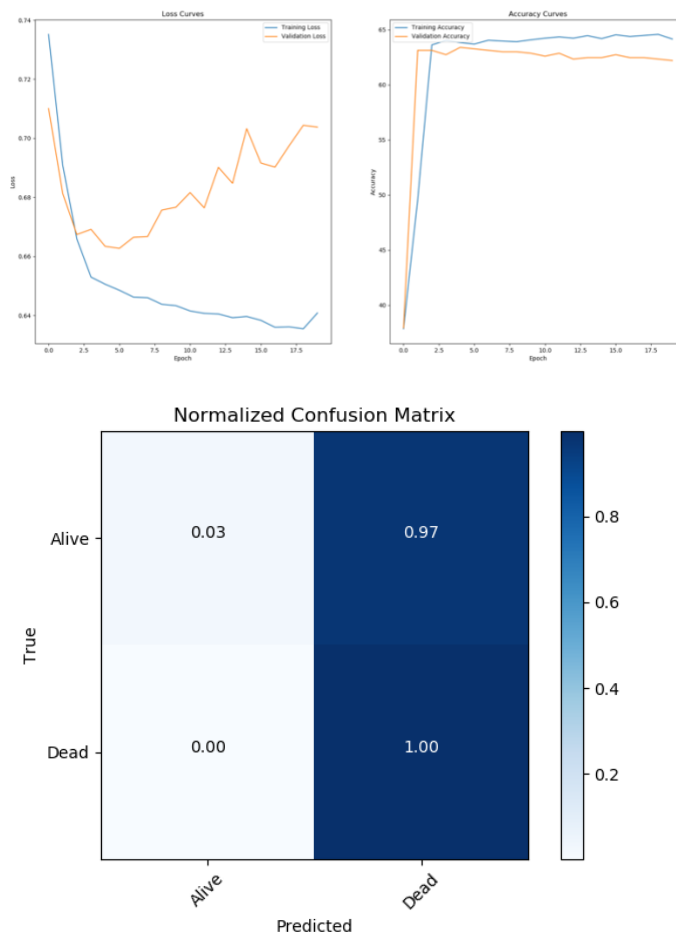 Loss Curves
Training Loss
Validation Loss
0.74
0.72
0.70
0.68
0.66
0.64
Loss
0.0 2.5 5.0 7.5 10.0 12.5 15.0 17.5
Epoch
Accuracy Curves
Training Accuracy
Validation Accuracy
65
60
55
50
45
40
Accuracy
0.0 2.5 5.0 7.5 10.0 12.5 15.0 17.5
Epoch
Normalized Confusion Matrix
True
Alive
0.03 0.97
Dead
0.00 1.00
Alive Dead
Predicted
0.8
0.6
0.4
0.2